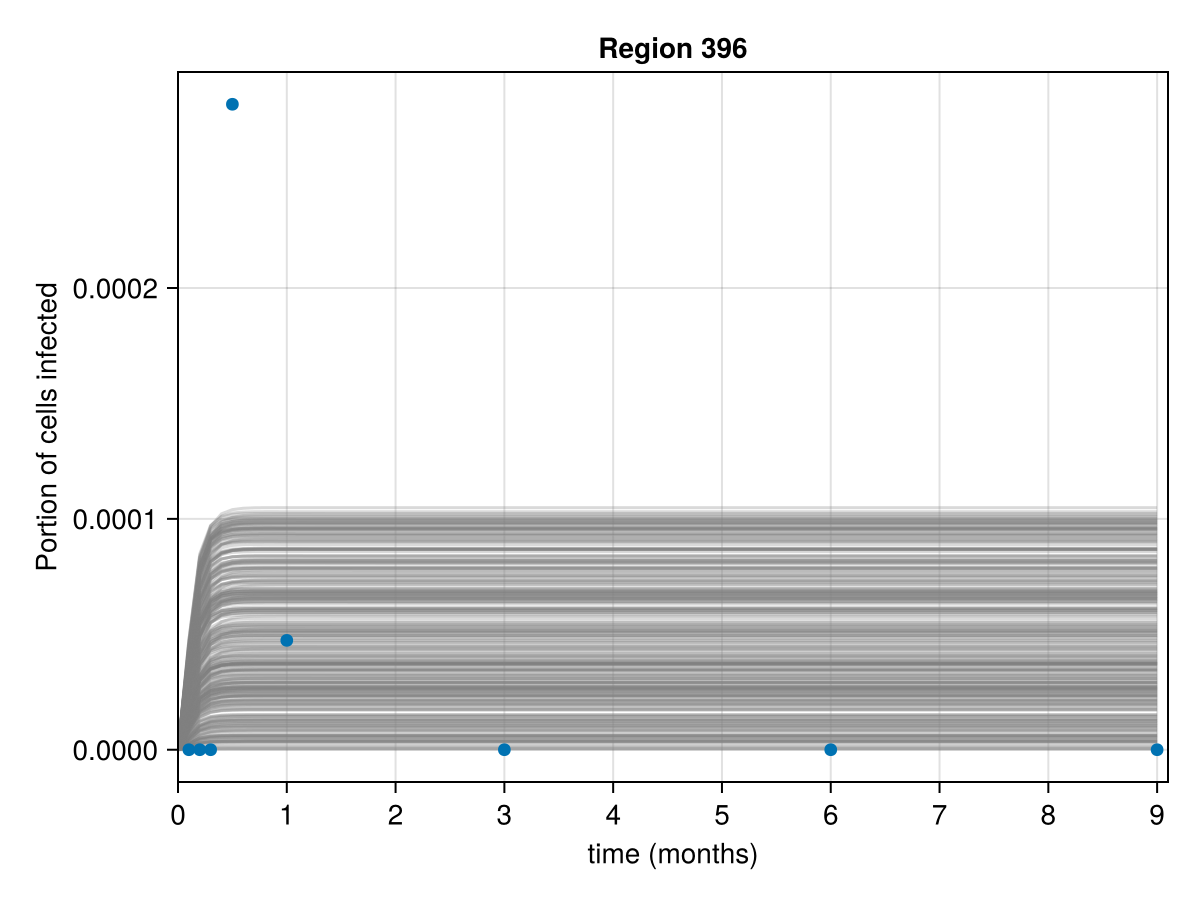 Region 396
Portion of cells infected
0.0002
0.0001
0.0000
0 1 2 3 4 5 6 7 8 9
time (months)